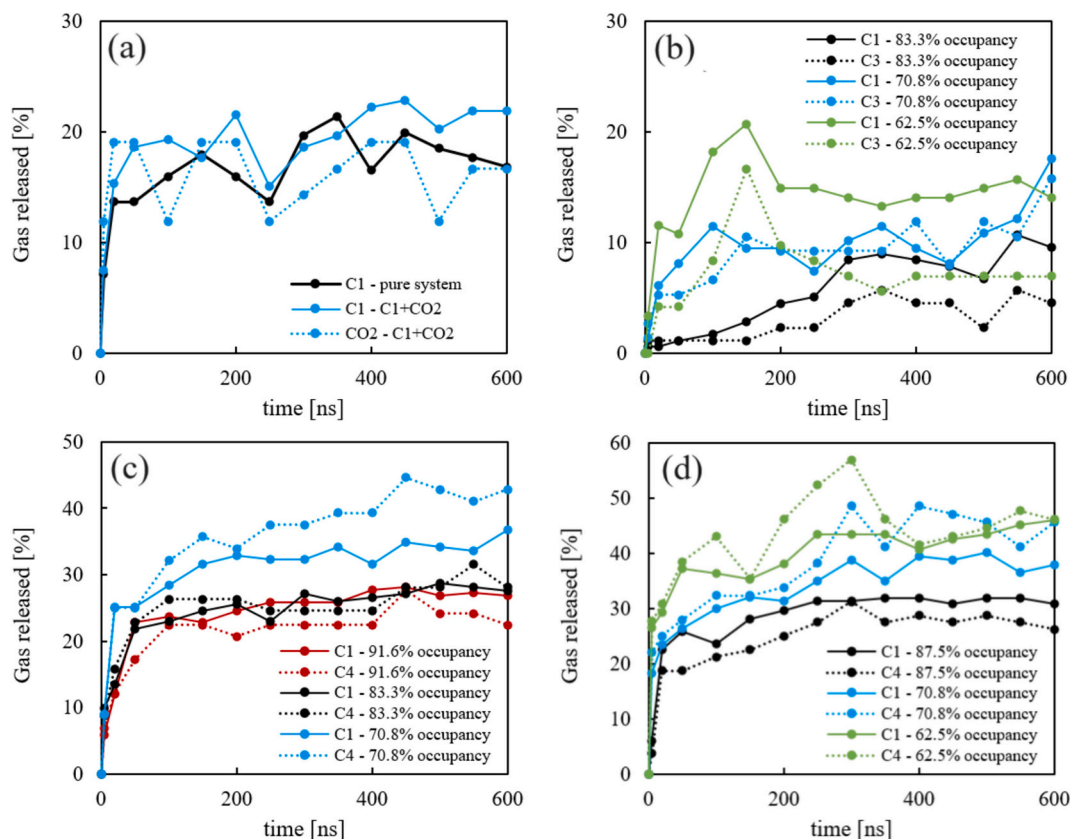 (a)
Gas released [%]
30
20
10
0
0 200 400 600
time [ns]
C1 - pure system
C1 - C1+CO2
CO2 - C1+CO2
(b)
Gas released [%]
30
20
10
0
0 200 400 600
time [ns]
C1 - 83.3% occupancy
C3 - 83.3% occupancy
C1 - 70.8% occupancy
C3 - 70.8% occupancy
C1 - 62.5% occupancy
C3 - 62.5% occupancy
(c)
Gas released [%]
50
40
30
20
10
0
0 200 400 600
time [ns]
C1 - 91.6% occupancy
C4 - 91.6% occupancy
C1 - 83.3% occupancy
C4 - 83.3% occupancy
C1 - 70.8% occupancy
C4 - 70.8% occupancy
(d)
Gas released [%]
60
50
40
30
20
10
0
0 200 400 600
time [ns]
C1 - 87.5% occupancy
C4 - 87.5% occupancy
C1 - 70.8% occupancy
C4 - 70.8% occupancy
C1 - 62.5% occupancy
C4 - 62.5% occupancy